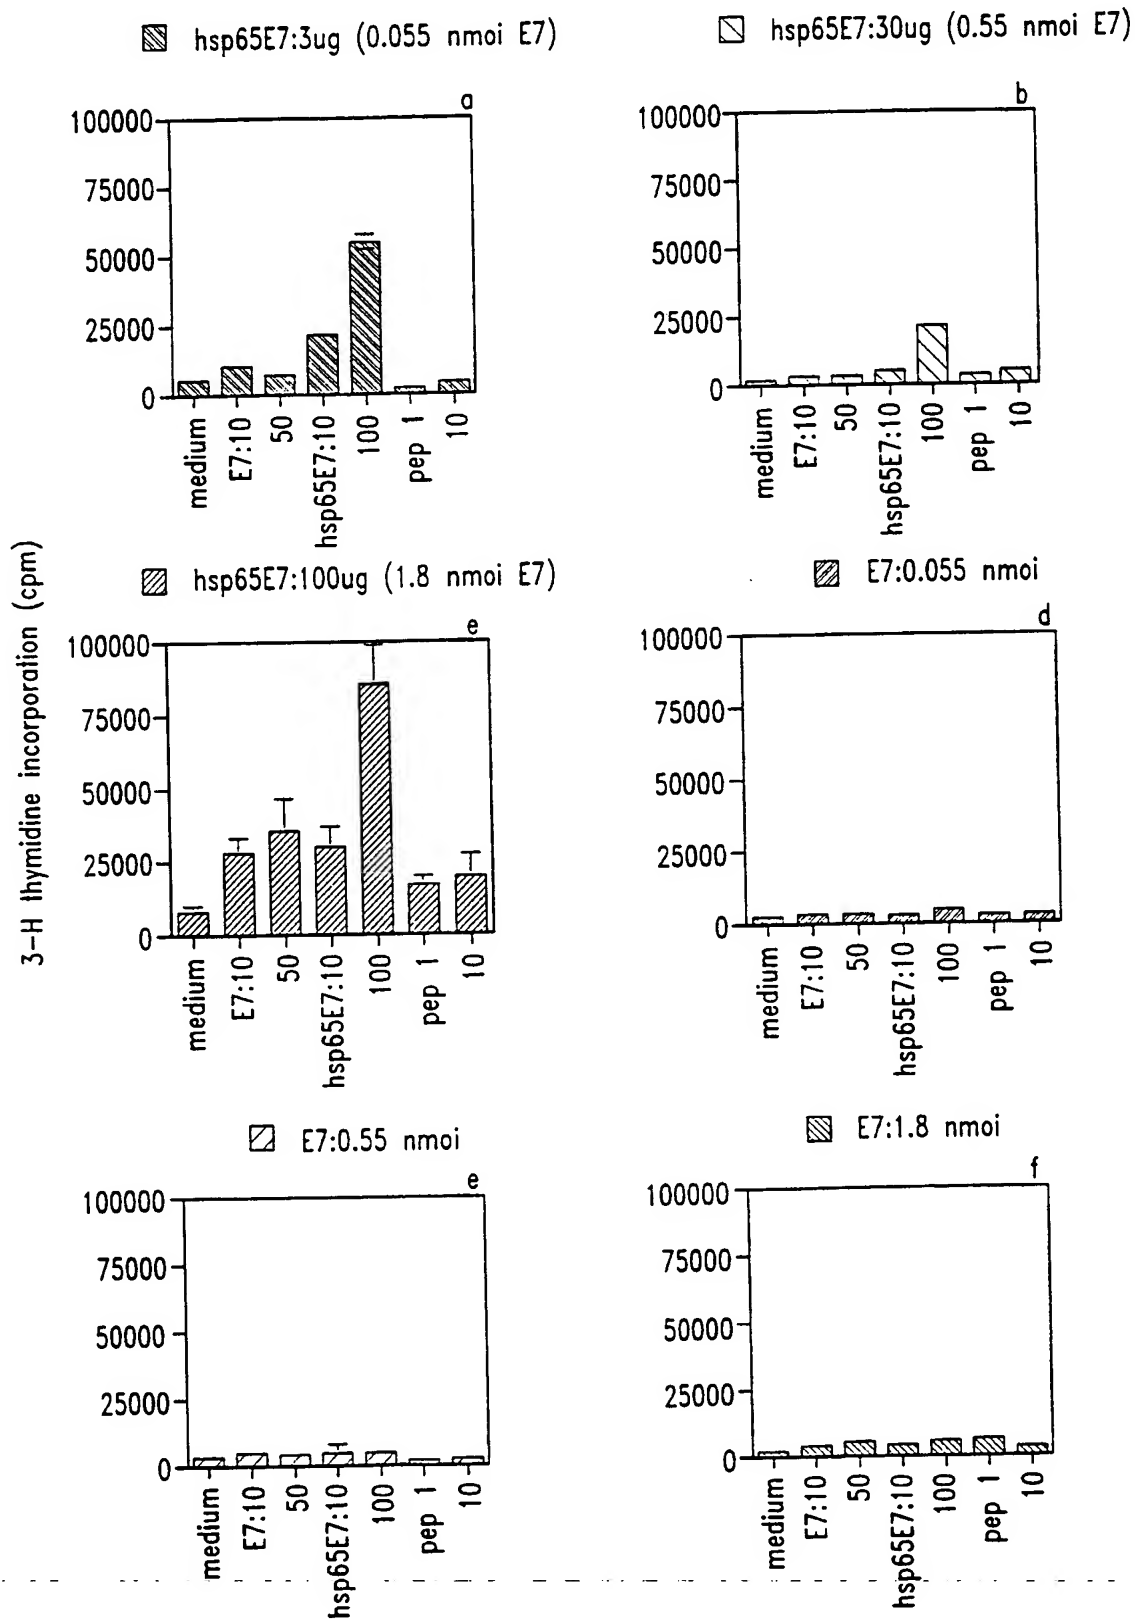 hsp65E7:3ug (0.055 nmoi E7)
a
100000
75000
50000
25000
0
medium
E7:10
50
hsp65E7:10
100
pep 1
10
hsp65E7:30ug (0.55 nmoi E7)
b
100000
75000
50000
25000
0
medium
E7:10
50
hsp65E7:10
100
pep 1
10
3-H thymidine incorporation (cpm)
hsp65E7:100ug (1.8 nmoi E7)
e
100000
75000
50000
25000
0
medium
E7:10
50
hsp65E7:10
100
pep 1
10
E7:0.055 nmoi
d
100000
75000
50000
25000
0
medium
E7:10
50
hsp65E7:10
100
pep 1
10
E7:0.55 nmoi
e
100000
75000
50000
25000
0
medium
E7:10
50
hsp65E7:10
100
pep 1
10
E7:1.8 nmoi
f
100000
75000
50000
25000
0
medium
E7:10
50
hsp65E7:10
100
pep 1
10